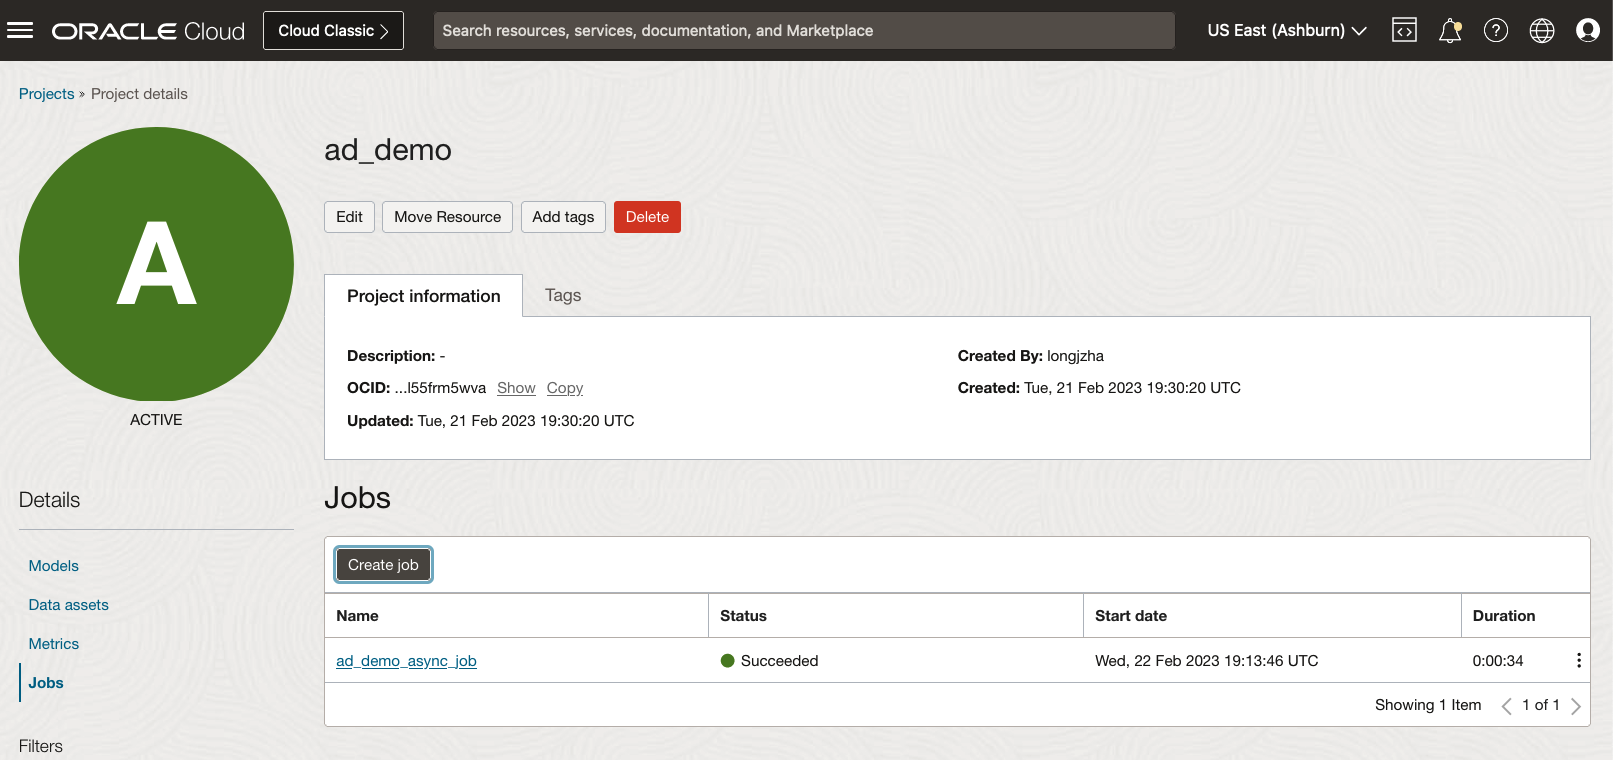 ORACLE Cloud
Cloud Classic
Search resources, services, documentation, and Marketplace
US East (Ashburn)
Projects » Project details
A
ACTIVE
ad_demo
Edit
Move Resource
Add tags
Delete
Project information
Tags
Description: -
OCID: ...l55frm5wva Show Copy
Updated: Tue, 21 Feb 2023 19:30:20 UTC
Created By: longjzha
Created: Tue, 21 Feb 2023 19:30:20 UTC
Details
Models
Data assets
Metrics
Jobs
Filters
Jobs
Create job
Name Status Start date Duration
ad_demo_async_job Succeeded Wed, 22 Feb 2023 19:13:46 UTC 0:00:34
Showing 1 Item 1 of 1